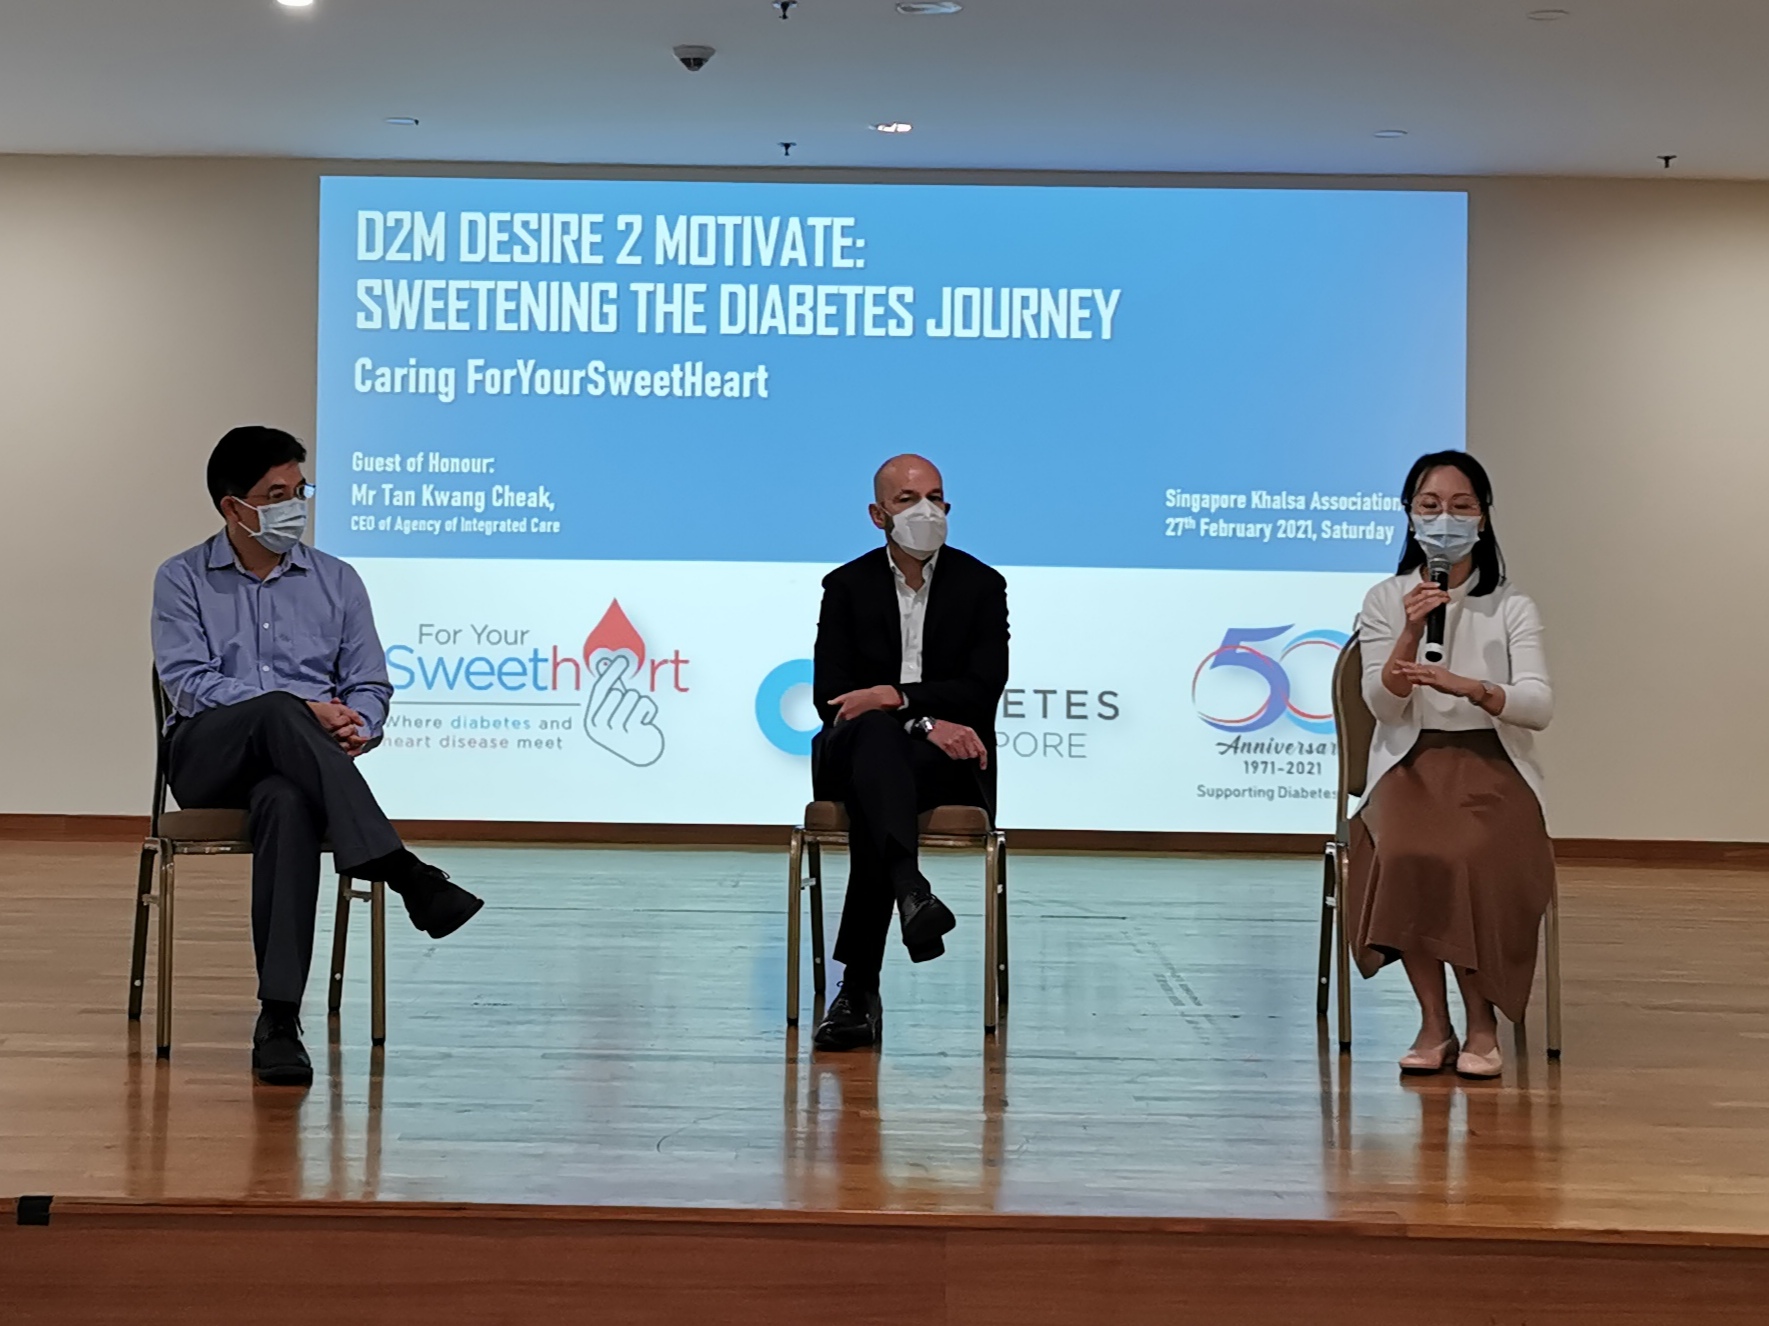 D2M DESIRE 2 MOTIVATE:
SWEETENING THE DIABETES JOURNEY
Caring ForYourSweetHeart
Guest of Honour:
Mr Tan Kwang Cheak,
CEO of Agency of Integrated Care
Singapore Khalsa Association
27th February 2021, Saturday
For Your
Sweetheart
Where diabetes and
heart disease meet
ETES
PORE
50
Anniversar
1971-2021
Supporting Diabetes